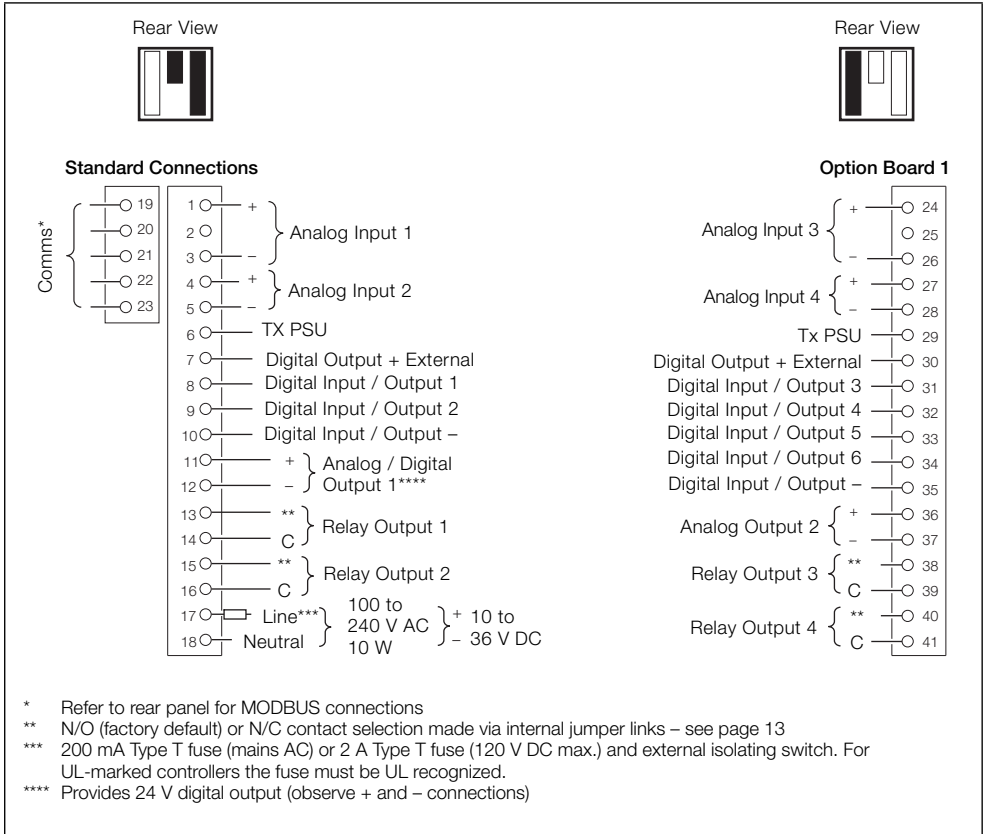 Rear View
Rear View
Standard Connections
Option Board 1
Comms*
19
20
21
22
23
1 + Analog Input 1
2
3 –
4 + Analog Input 2
5 –
6 TX PSU
7 Digital Output + External
8 Digital Input / Output 1
9 Digital Input / Output 2
10 Digital Input / Output –
11 + Analog / Digital
12 – Output 1****
13 ** Relay Output 1
14 C
15 ** Relay Output 2
16 C
17 Line*** 100 to 240 V AC 10 W + 10 to
18 Neutral – 36 V DC
Analog Input 3 + 24
25
– 26
Analog Input 4 + 27
– 28
Tx PSU 29
Digital Output + External 30
Digital Input / Output 3 31
Digital Input / Output 4 32
Digital Input / Output 5 33
Digital Input / Output 6 34
Digital Input / Output – 35
Analog Output 2 + 36
– 37
Relay Output 3 ** 38
C 39
Relay Output 4 ** 40
C 41
* Refer to rear panel for MODBUS connections
** N/O (factory default) or N/C contact selection made via internal jumper links – see page 13
*** 200 mA Type T fuse (mains AC) or 2 A Type T fuse (120 V DC max.) and external isolating switch. For
UL-marked controllers the fuse must be UL recognized.
**** Provides 24 V digital output (observe + and – connections)